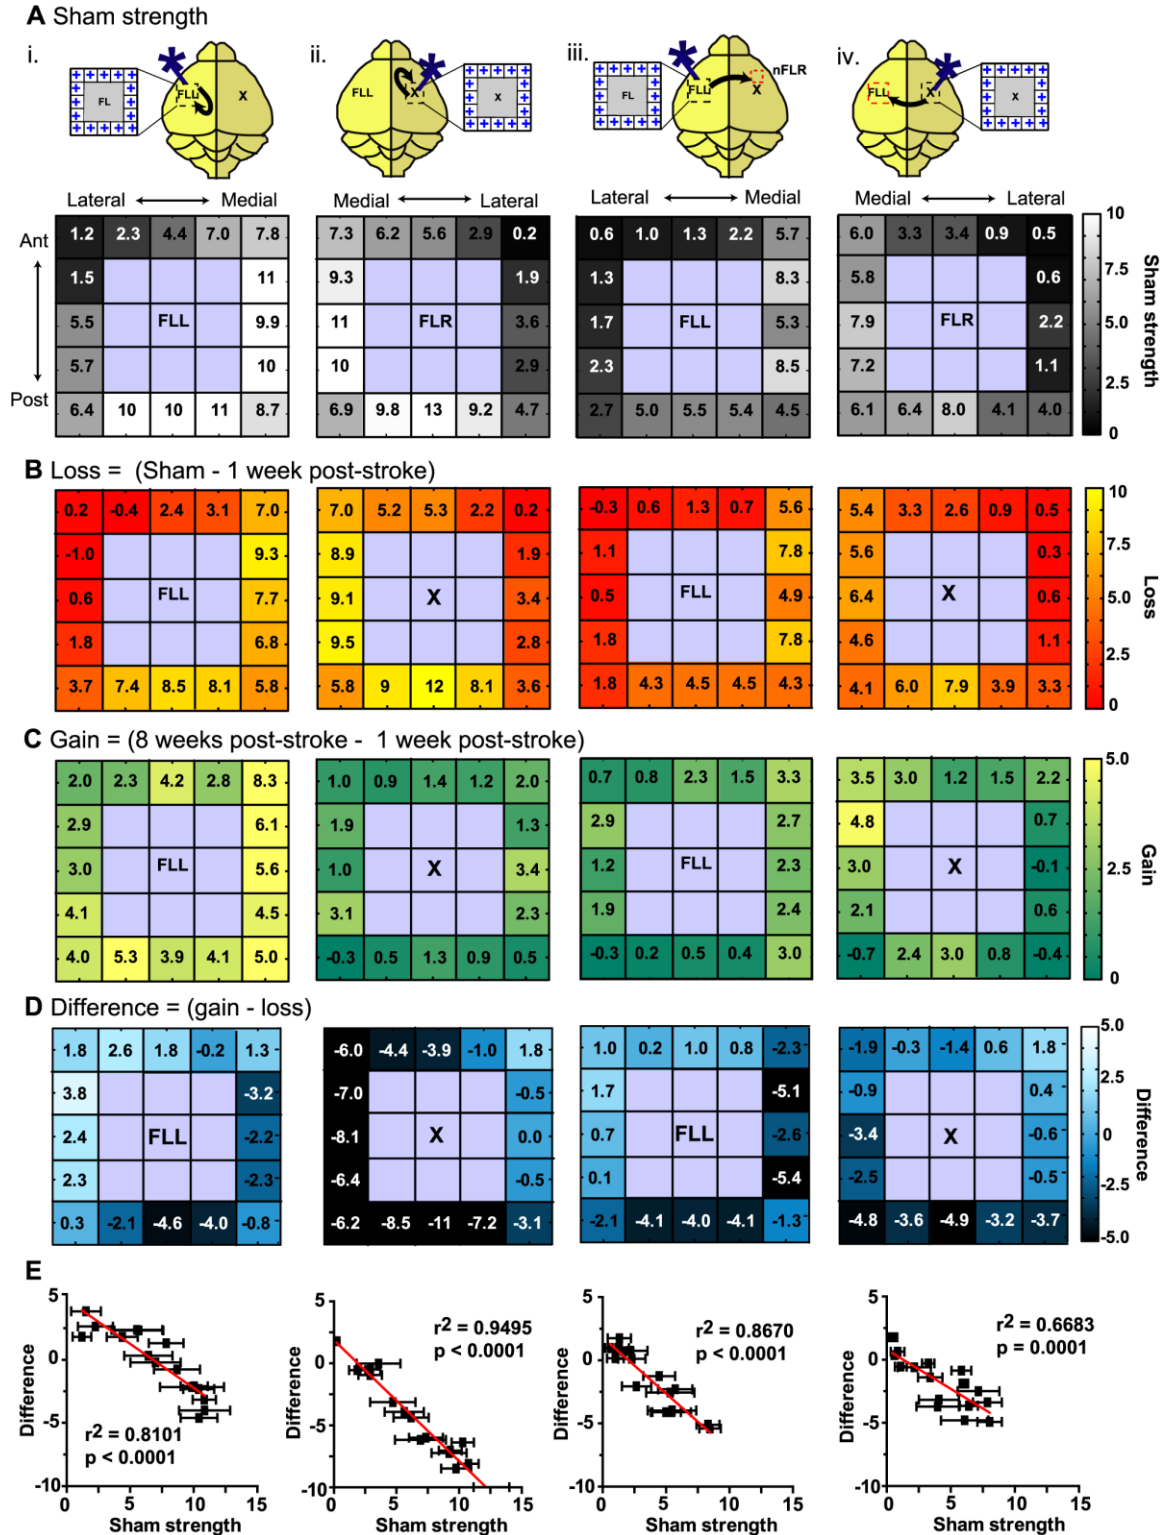 A Sham strength
i. ii. iii. iv.
FL FLL X
FLL X X
FL FLL nFLR X
FLL X X
Lateral Medial Medial Lateral Lateral Medial Medial Lateral
Ant
Post
1.2 2.3 4.4 7.0 7.8 7.3 6.2 5.6 2.9 0.2 0.6 1.0 1.3 2.2 5.7 6.0 3.3 3.4 0.9 0.5
1.5 11 9.3 1.9 1.3 8.3 5.8 0.6
5.5 FLL 9.9 11 FLR 3.6 1.7 FLL 5.3 7.9 FLR 2.2
5.7 10 10 2.9 2.3 8.5 7.2 1.1
6.4 10 10 11 8.7 6.9 9.8 13 9.2 4.7 2.7 5.0 5.5 5.4 4.5 6.1 6.4 8.0 4.1 4.0
10
7.5
5.0
2.5
0
Sham strength
B Loss = (Sham - 1 week post-stroke)
0.2 -0.4 2.4 3.1 7.0 7.0 5.2 5.3 2.2 0.2 -0.3 0.6 1.3 0.7 5.6 5.4 3.3 2.6 0.9 0.5
-1.0 9.3 8.9 1.9 1.1 7.8 5.6 0.3
0.6 FLL 7.7 9.1 X 3.4 0.5 FLL 4.9 6.4 X 0.6
1.8 6.8 9.5 2.8 1.8 7.8 4.6 1.1
3.7 7.4 8.5 8.1 5.8 5.8 9 12 8.1 3.6 1.8 4.3 4.5 4.5 4.3 4.1 6.0 7.9 3.9 3.3
10
7.5
5.0
2.5
0
Loss
C Gain = (8 weeks post-stroke - 1 week post-stroke)
2.0 2.3 4.2 2.8 8.3 1.0 0.9 1.4 1.2 2.0 0.7 0.8 2.3 1.5 3.3 3.5 3.0 1.2 1.5 2.2
2.9 6.1 1.9 1.3 2.9 2.7 4.8 0.7
3.0 FLL 5.6 1.0 X 3.4 1.2 FLL 2.3 3.0 X -0.1
4.1 4.5 3.1 2.3 1.9 2.4 2.1 0.6
4.0 5.3 3.9 4.1 5.0 -0.3 0.5 1.3 0.9 0.5 -0.3 0.2 0.5 0.4 3.0 -0.7 2.4 3.0 0.8 -0.4
5.0
2.5
0
Gain
D Difference = (gain - loss)
1.8 2.6 1.8 -0.2 1.3 -6.0 -4.4 -3.9 -1.0 1.8 1.0 0.2 1.0 0.8 -2.3 -1.9 -0.3 -1.4 0.6 1.8
3.8 -3.2 -7.0 -0.5 1.7 -5.1 -0.9 0.4
2.4 FLL -2.2 -8.1 X 0.0 0.7 FLL -2.6 -3.4 X -0.6
2.3 -2.3 -6.4 -0.5 0.1 -5.4 -2.5 -0.5
0.3 -2.1 -4.6 -4.0 -0.8 -6.2 -8.5 -11 -7.2 -3.1 -2.1 -4.1 -4.0 -4.1 -1.3 -4.8 -3.6 -4.9 -3.2 -3.7
5.0
2.5
0
-2.5
-5.0
Difference
E
Difference
5
0
-5
-10
r² = 0.8101
p < 0.0001
0 5 10 15
Sham strength
Difference
5
0
-5
-10
r² = 0.9495
p < 0.0001
0 5 10 15
Sham strength
Difference
5
0
-5
-10
r² = 0.8670
p < 0.0001
0 5 10 15
Sham strength
Difference
5
0
-5
-10
r² = 0.6683
p = 0.0001
0 5 10 15
Sham strength